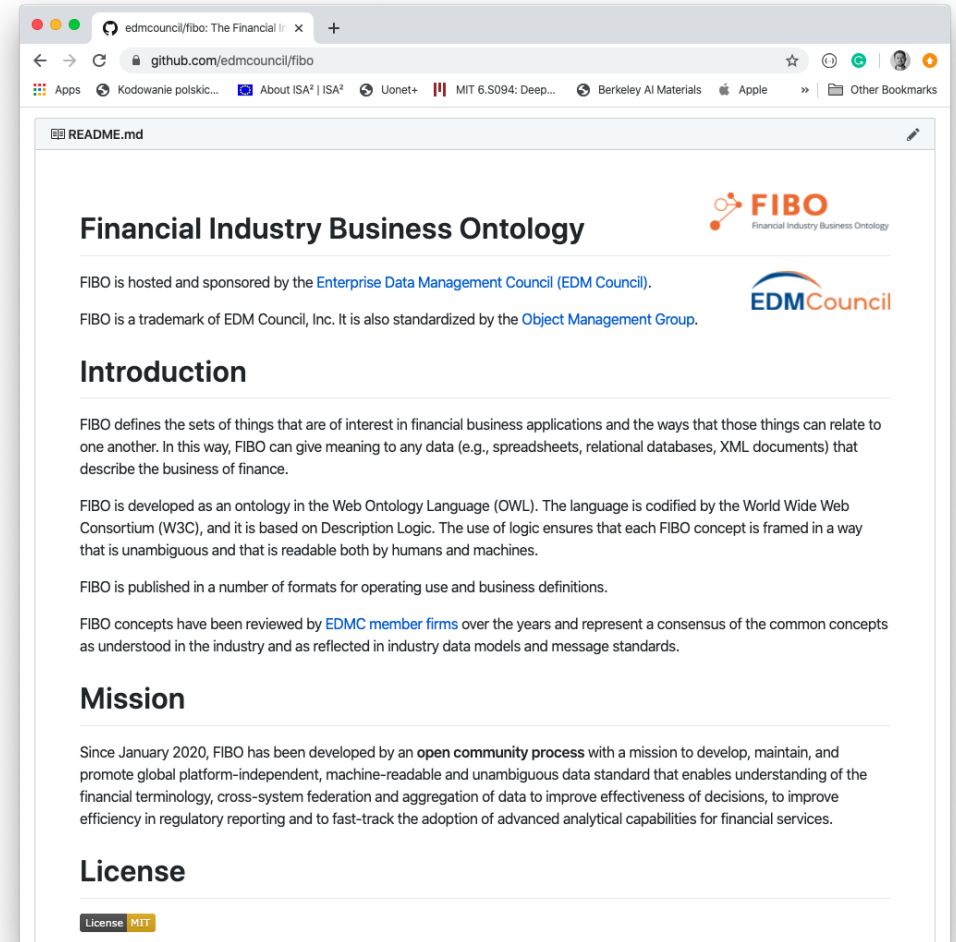 edmcouncil/fibo: The Financial In
github.com/edmcouncil/fibo
Apps Kodowanie polskic... About ISA² | ISA² Uonet+ MIT 6.S094: Deep... Berkeley AI Materials Apple » Other Bookmarks
README.md
FIBO
Financial Industry Business Ontology
Financial Industry Business Ontology
FIBO is hosted and sponsored by the Enterprise Data Management Council (EDM Council).
EDMCouncil
FIBO is a trademark of EDM Council, Inc. It is also standardized by the Object Management Group.
Introduction
FIBO defines the sets of things that are of interest in financial business applications and the ways that those things can relate to
one another. In this way, FIBO can give meaning to any data (e.g., spreadsheets, relational databases, XML documents) that
describe the business of finance.
FIBO is developed as an ontology in the Web Ontology Language (OWL). The language is codified by the World Wide Web
Consortium (W3C), and it is based on Description Logic. The use of logic ensures that each FIBO concept is framed in a way
that is unambiguous and that is readable both by humans and machines.
FIBO is published in a number of formats for operating use and business definitions.
FIBO concepts have been reviewed by EDMC member firms over the years and represent a consensus of the common concepts
as understood in the industry and as reflected in industry data models and message standards.
Mission
Since January 2020, FIBO has been developed by an open community process with a mission to develop, maintain, and
promote global platform-independent, machine-readable and unambiguous data standard that enables understanding of the
financial terminology, cross-system federation and aggregation of data to improve effectiveness of decisions, to improve
efficiency in regulatory reporting and to fast-track the adoption of advanced analytical capabilities for financial services.
License
License MIT